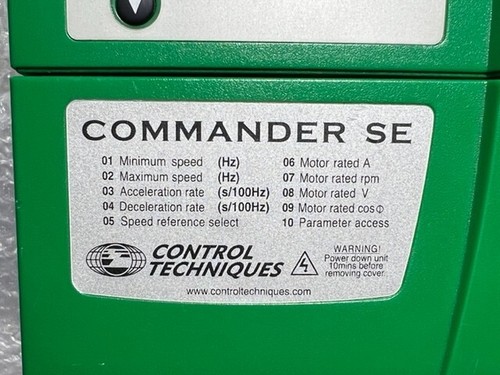 COMMANDER SE
01 Minimum speed (Hz)
02 Maximum speed (Hz)
03 Acceleration rate (s/100Hz)
04 Deceleration rate (s/100Hz)
05 Speed reference select
06 Motor rated A
07 Motor rated rpm
08 Motor rated V
09 Motor rated cosΦ
10 Parameter access
CONTROL
TECHNIQUES
WARNING!
Power down unit
10mins before
removing cover.
www.controltechniques.com